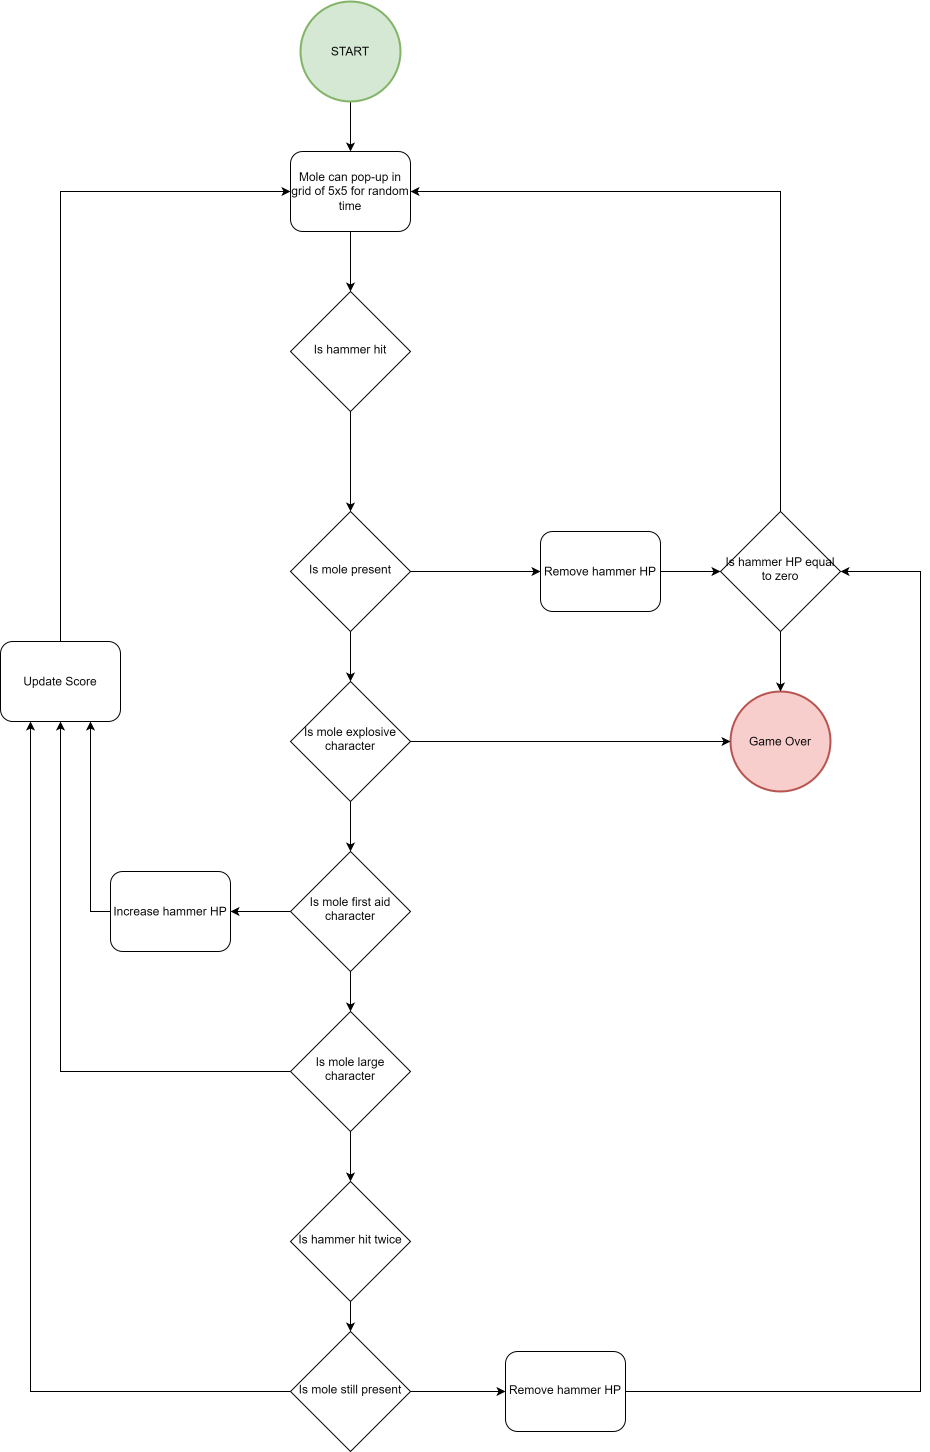 START
Mole can pop-up in
grid of 5x5 for random
time
Is hammer hit
Is mole present
Remove hammer HP
Is hammer HP equal
to zero
Update Score
Is mole explosive
character
Game Over
Is mole first aid
character
Increase hammer HP
Is mole large
character
Is hammer hit twice
Is mole still present
Remove hammer HP